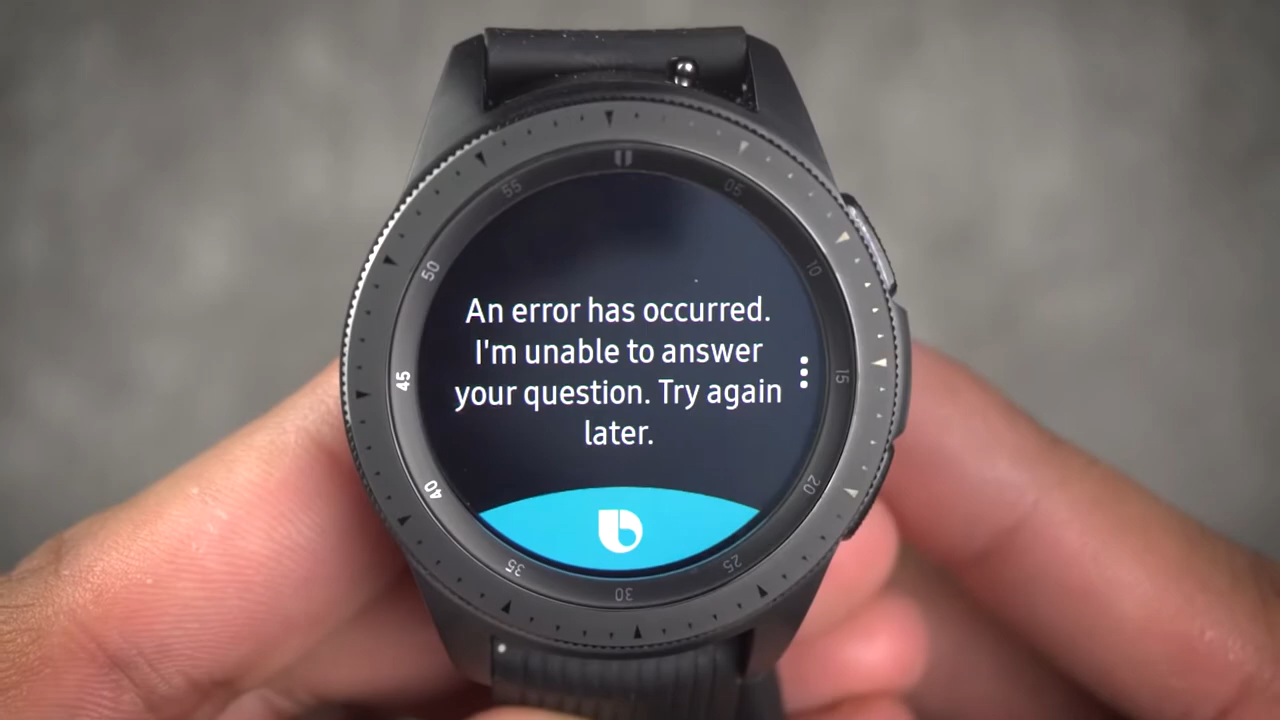 An error has occurred.
I'm unable to answer
your question. Try again
later.
05
10
15
20
25
30
35
40
45
50
55